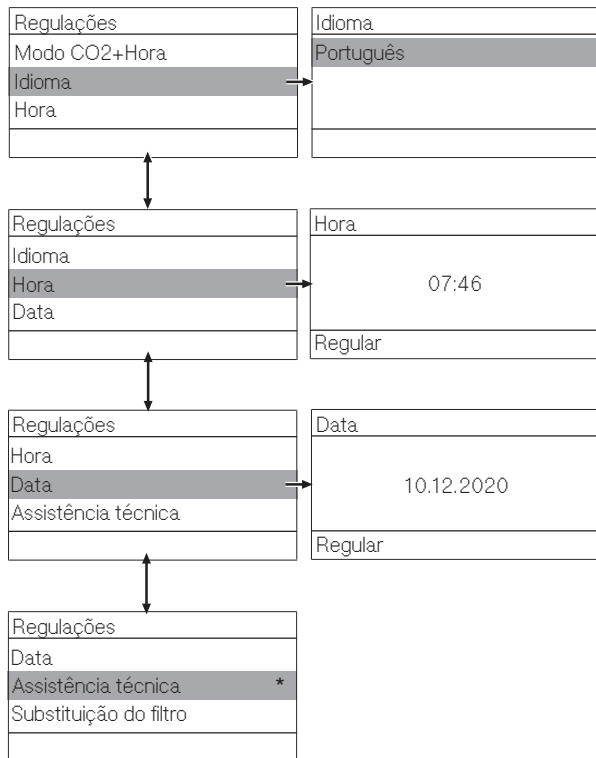 Regulações
Modo CO2+Hora
Idioma
Hora
Idioma
Português
Regulações
Idioma
Hora
Data
Hora
07:46
Regular
Regulações
Hora
Data
Assistência técnica
Data
10.12.2020
Regular
Regulações
Data
Assistência técnica *
Substituição do filtro